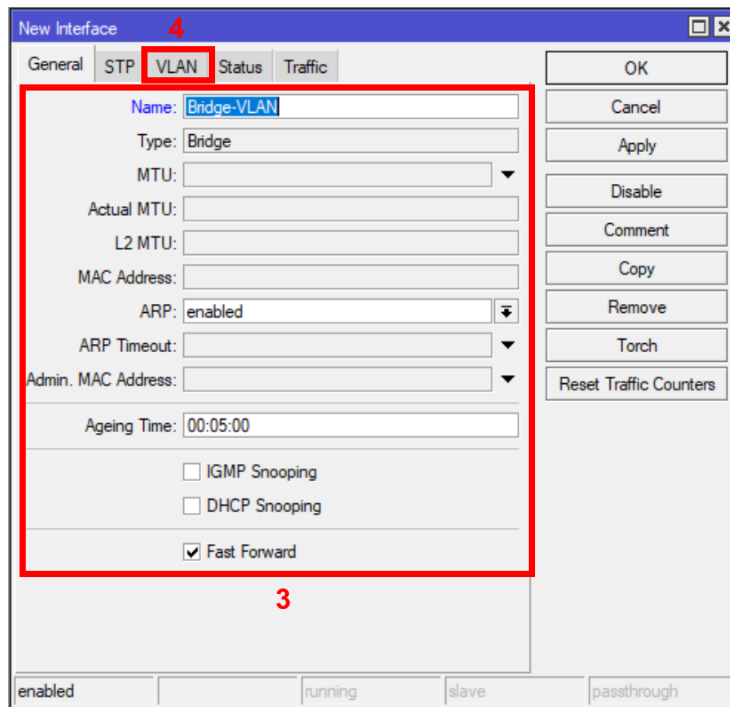 New Interface
4
General STP VLAN Status Traffic
OK
Name: Bridge-VLAN
Cancel
Type: Bridge
Apply
MTU:
Disable
Actual MTU:
Comment
L2 MTU:
Copy
MAC Address:
Remove
ARP: enabled
Torch
ARP Timeout:
Reset Traffic Counters
Admin. MAC Address:
Ageing Time: 00:05:00
IGMP Snooping
DHCP Snooping
Fast Forward
3
enabled running slave passthrough